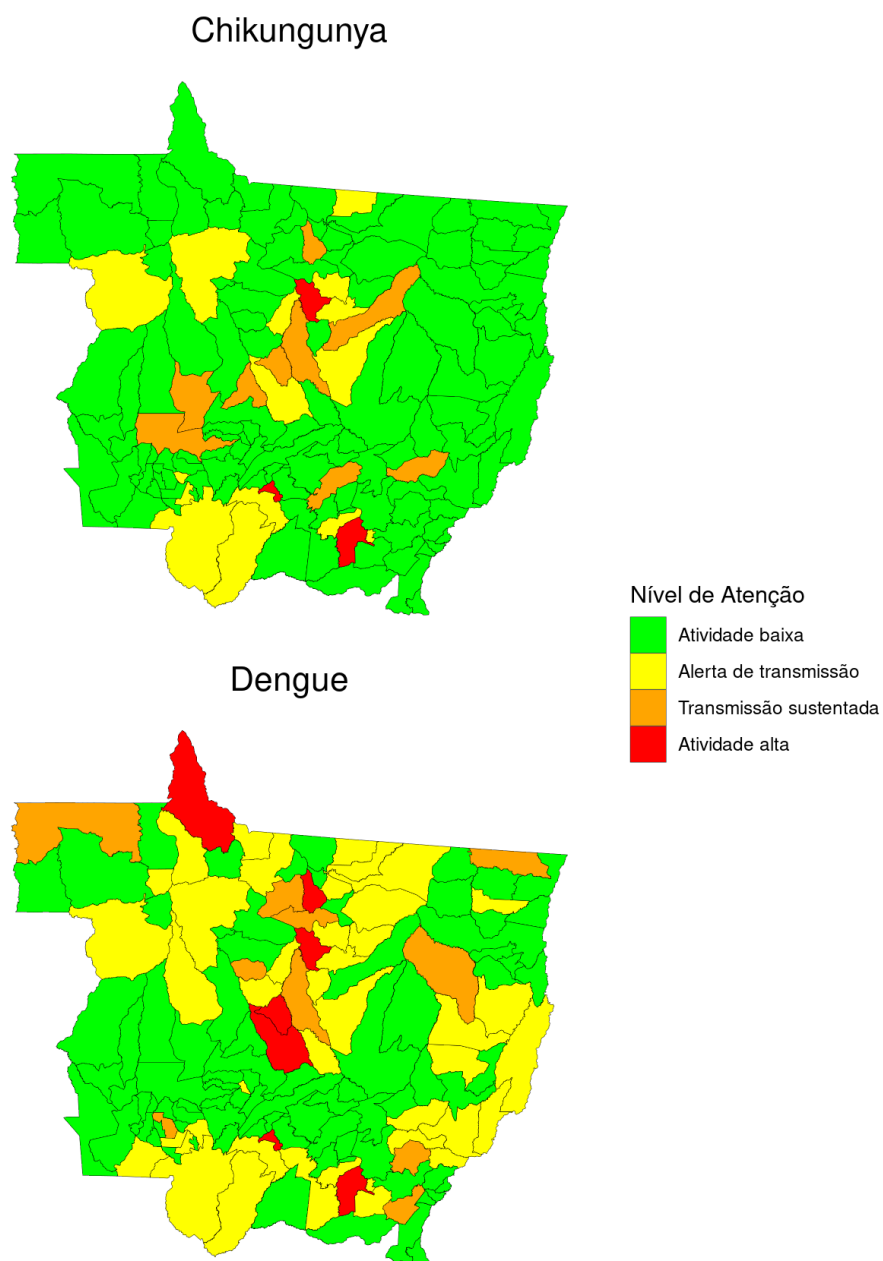 Chikungunya
Nível de Atenção
Atividade baixa
Alerta de transmissão
Transmissão sustentada
Atividade alta
Dengue